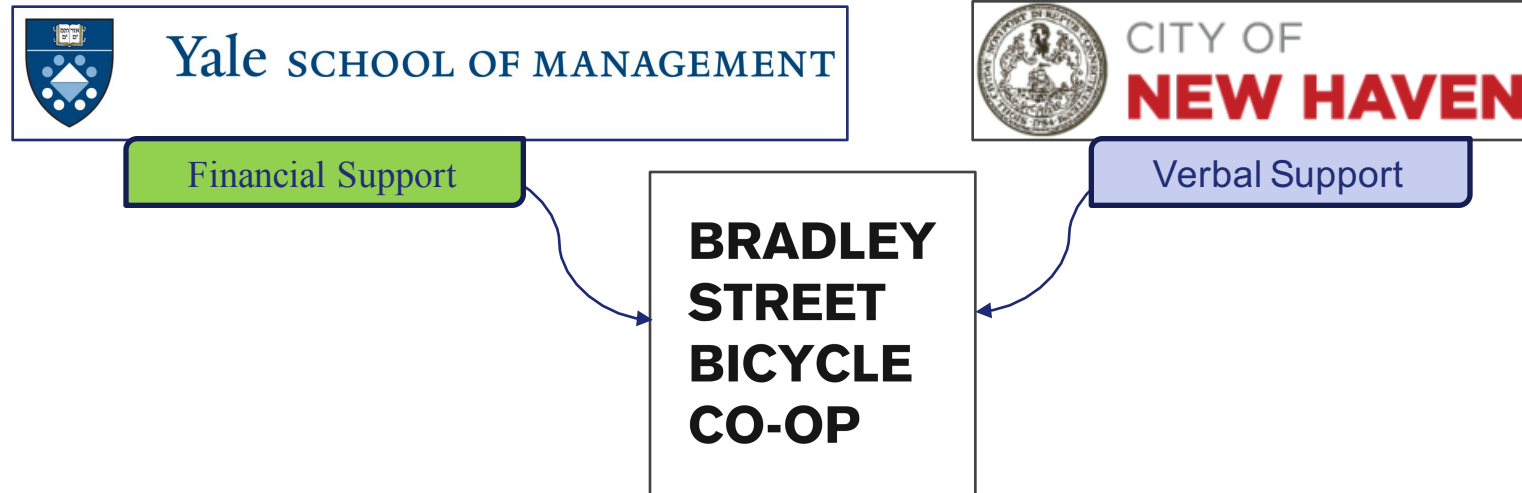 Yale SCHOOL OF MANAGEMENT
CITY OF
NEW HAVEN
Financial Support
Verbal Support
BRADLEY
STREET
BICYCLE
CO-OP